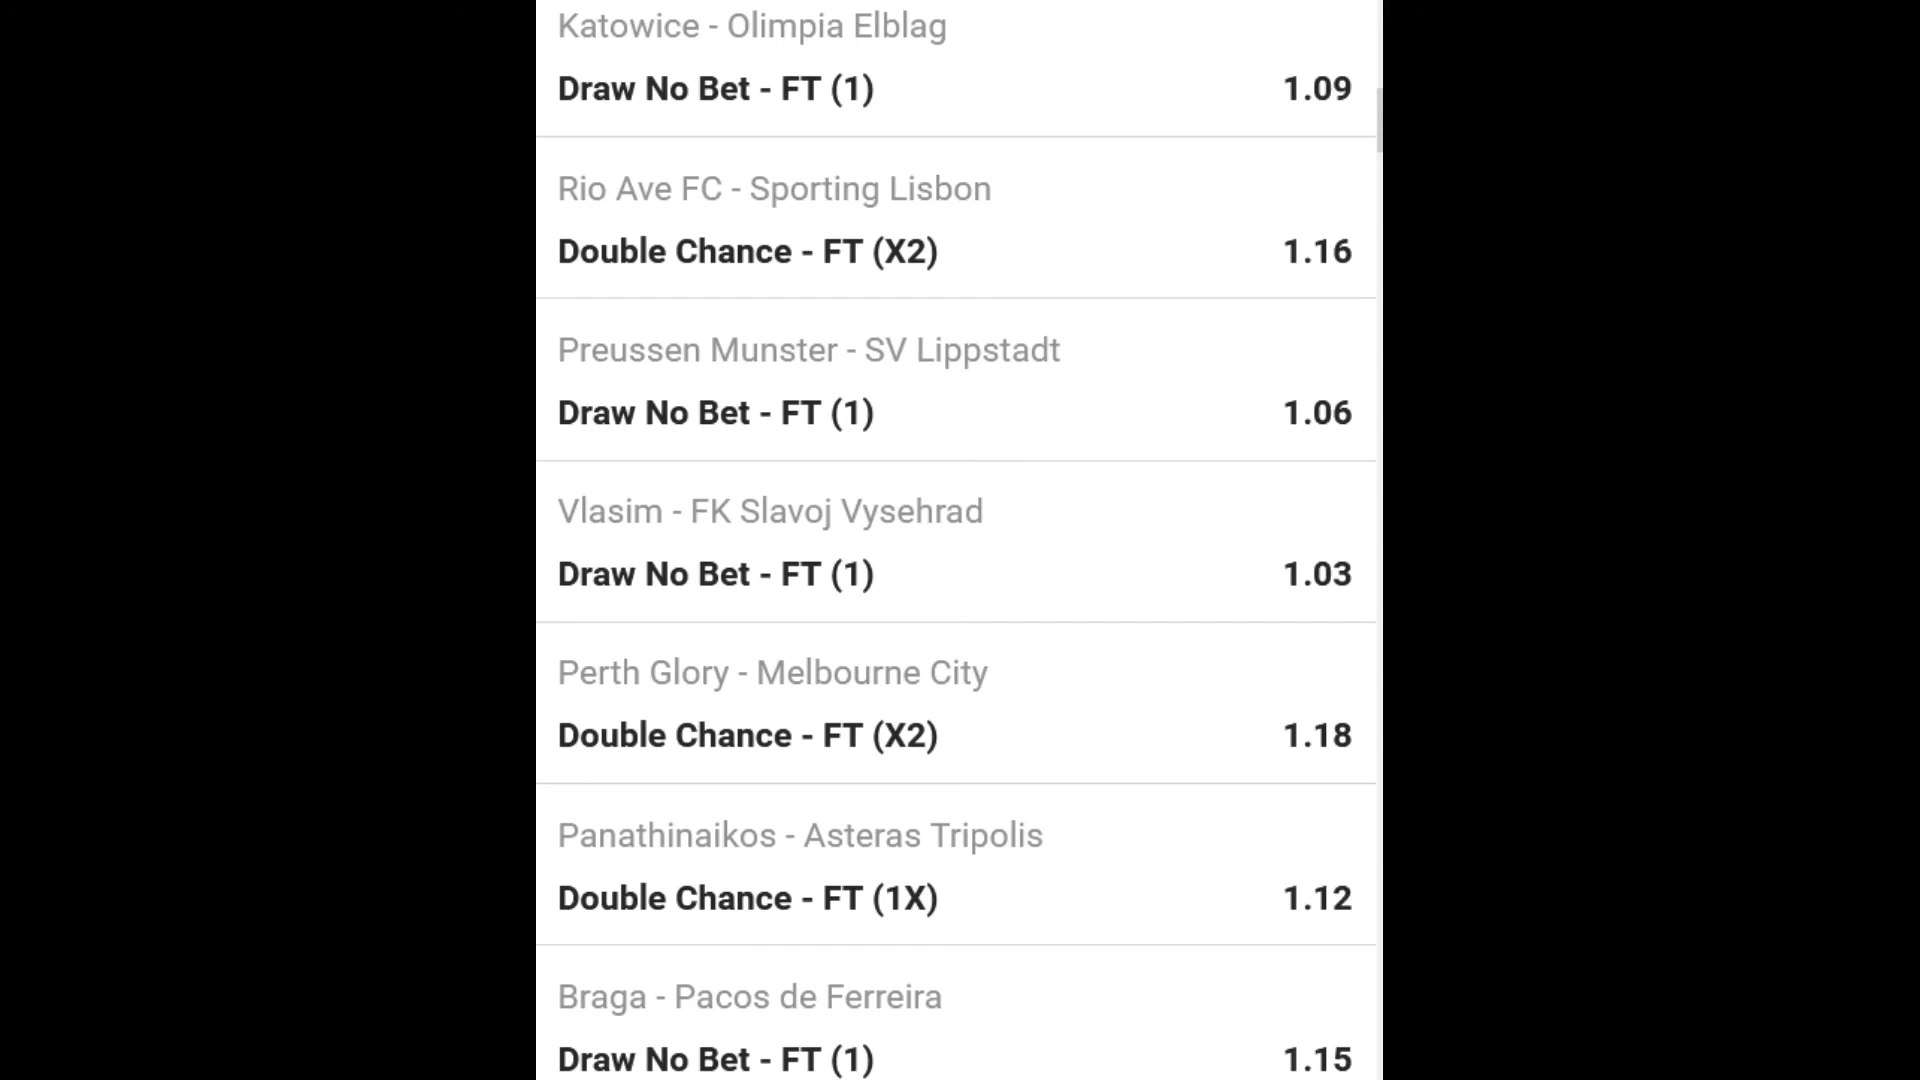 Katowice - Olimpia Elblag
Draw No Bet - FT (1) 1.09
Rio Ave FC - Sporting Lisbon
Double Chance - FT (X2) 1.16
Preussen Munster - SV Lippstadt
Draw No Bet - FT (1) 1.06
Vlasim - FK Slavoj Vysehrad
Draw No Bet - FT (1) 1.03
Perth Glory - Melbourne City
Double Chance - FT (X2) 1.18
Panathinaikos - Asteras Tripolis
Double Chance - FT (1X) 1.12
Braga - Pacos de Ferreira
Draw No Bet - FT (1) 1.15